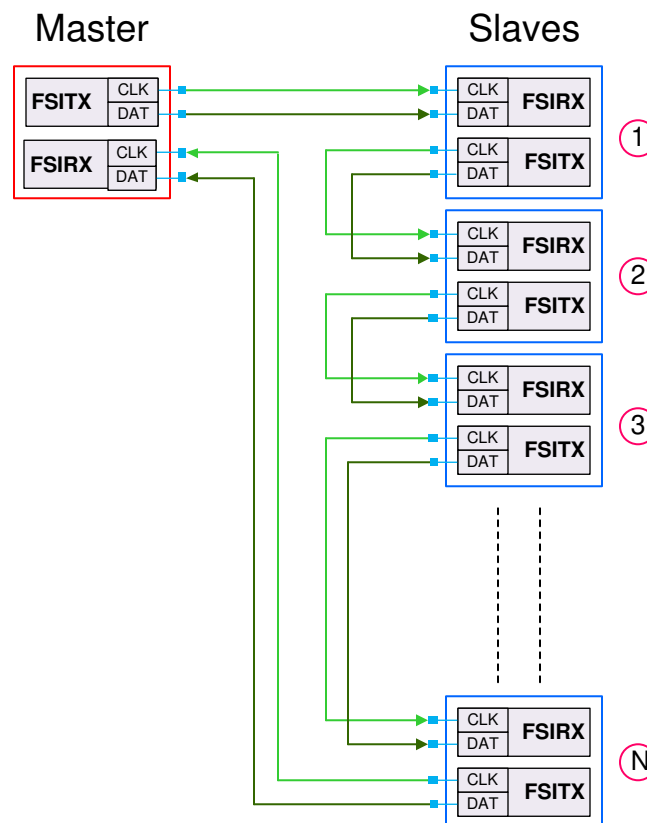 Master
Slaves
FSITX CLK
DAT
FSIRX CLK
DAT
CLK FSIRX
DAT
CLK FSITX
DAT
1
CLK FSIRX
DAT
CLK FSITX
DAT
2
CLK FSIRX
DAT
CLK FSITX
DAT
3
CLK FSIRX
DAT
CLK FSITX
DAT
N